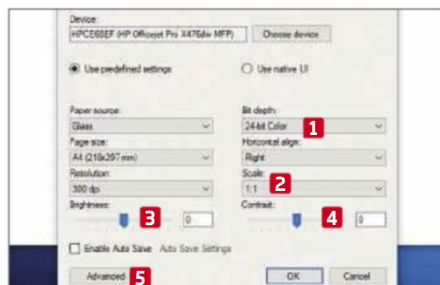 Device:
HPCE68EF (HP Officejet Pro X476dw MFP) Choose device
Use predefined settings Use native UI
Paper source: Bit depth:
Glass 24-bit Color 1
Page size: Horizontal align:
A4 (210x297 mm) Right
Resolution: Scale:
300 dpi 1:1 2
Brightness: Contrast:
3 0 4 0
Enable Auto Save Auto Save Settings
Advanced 5 OK Cancel